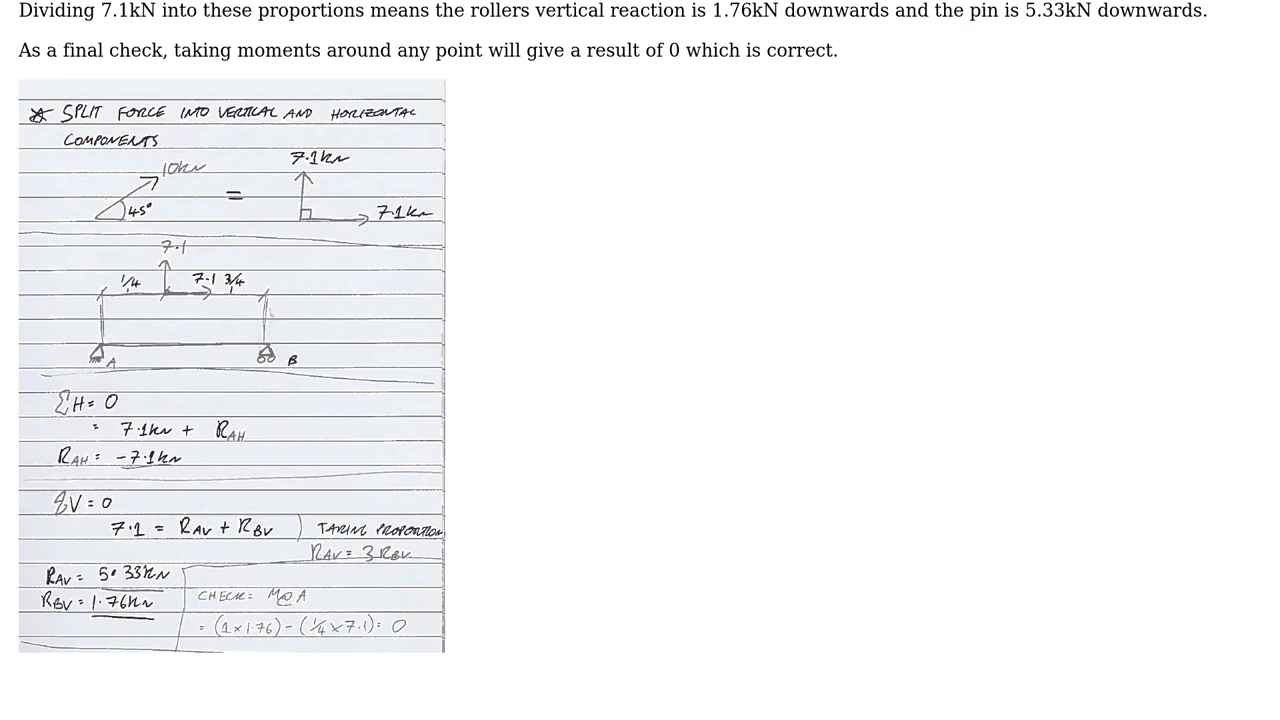 Dividing 7.1kN into these proportions means the rollers vertical reaction is 1.76kN downwards and the pin is 5.33kN downwards.
As a final check, taking moments around any point will give a result of 0 which is correct.
* SPLIT FORCE INTO VERTICAL AND HORIZONTAL
COMPONENTS
10kN
45°
=
7.1kN
7.1kN
7.1
1/4
7.1
3/4
A
B
ΣH = 0
= 7.1kN + RAH
RAH = -7.1kN
ΣV = 0
7.1 = RAV + RBV
TAKING PROPORTION
RAV = 3RBV
RAV = 5.33kN
RBV = 1.76kN
CHECK: M@A
= (1 x 1.76) - (1/4 x 7.1) = 0